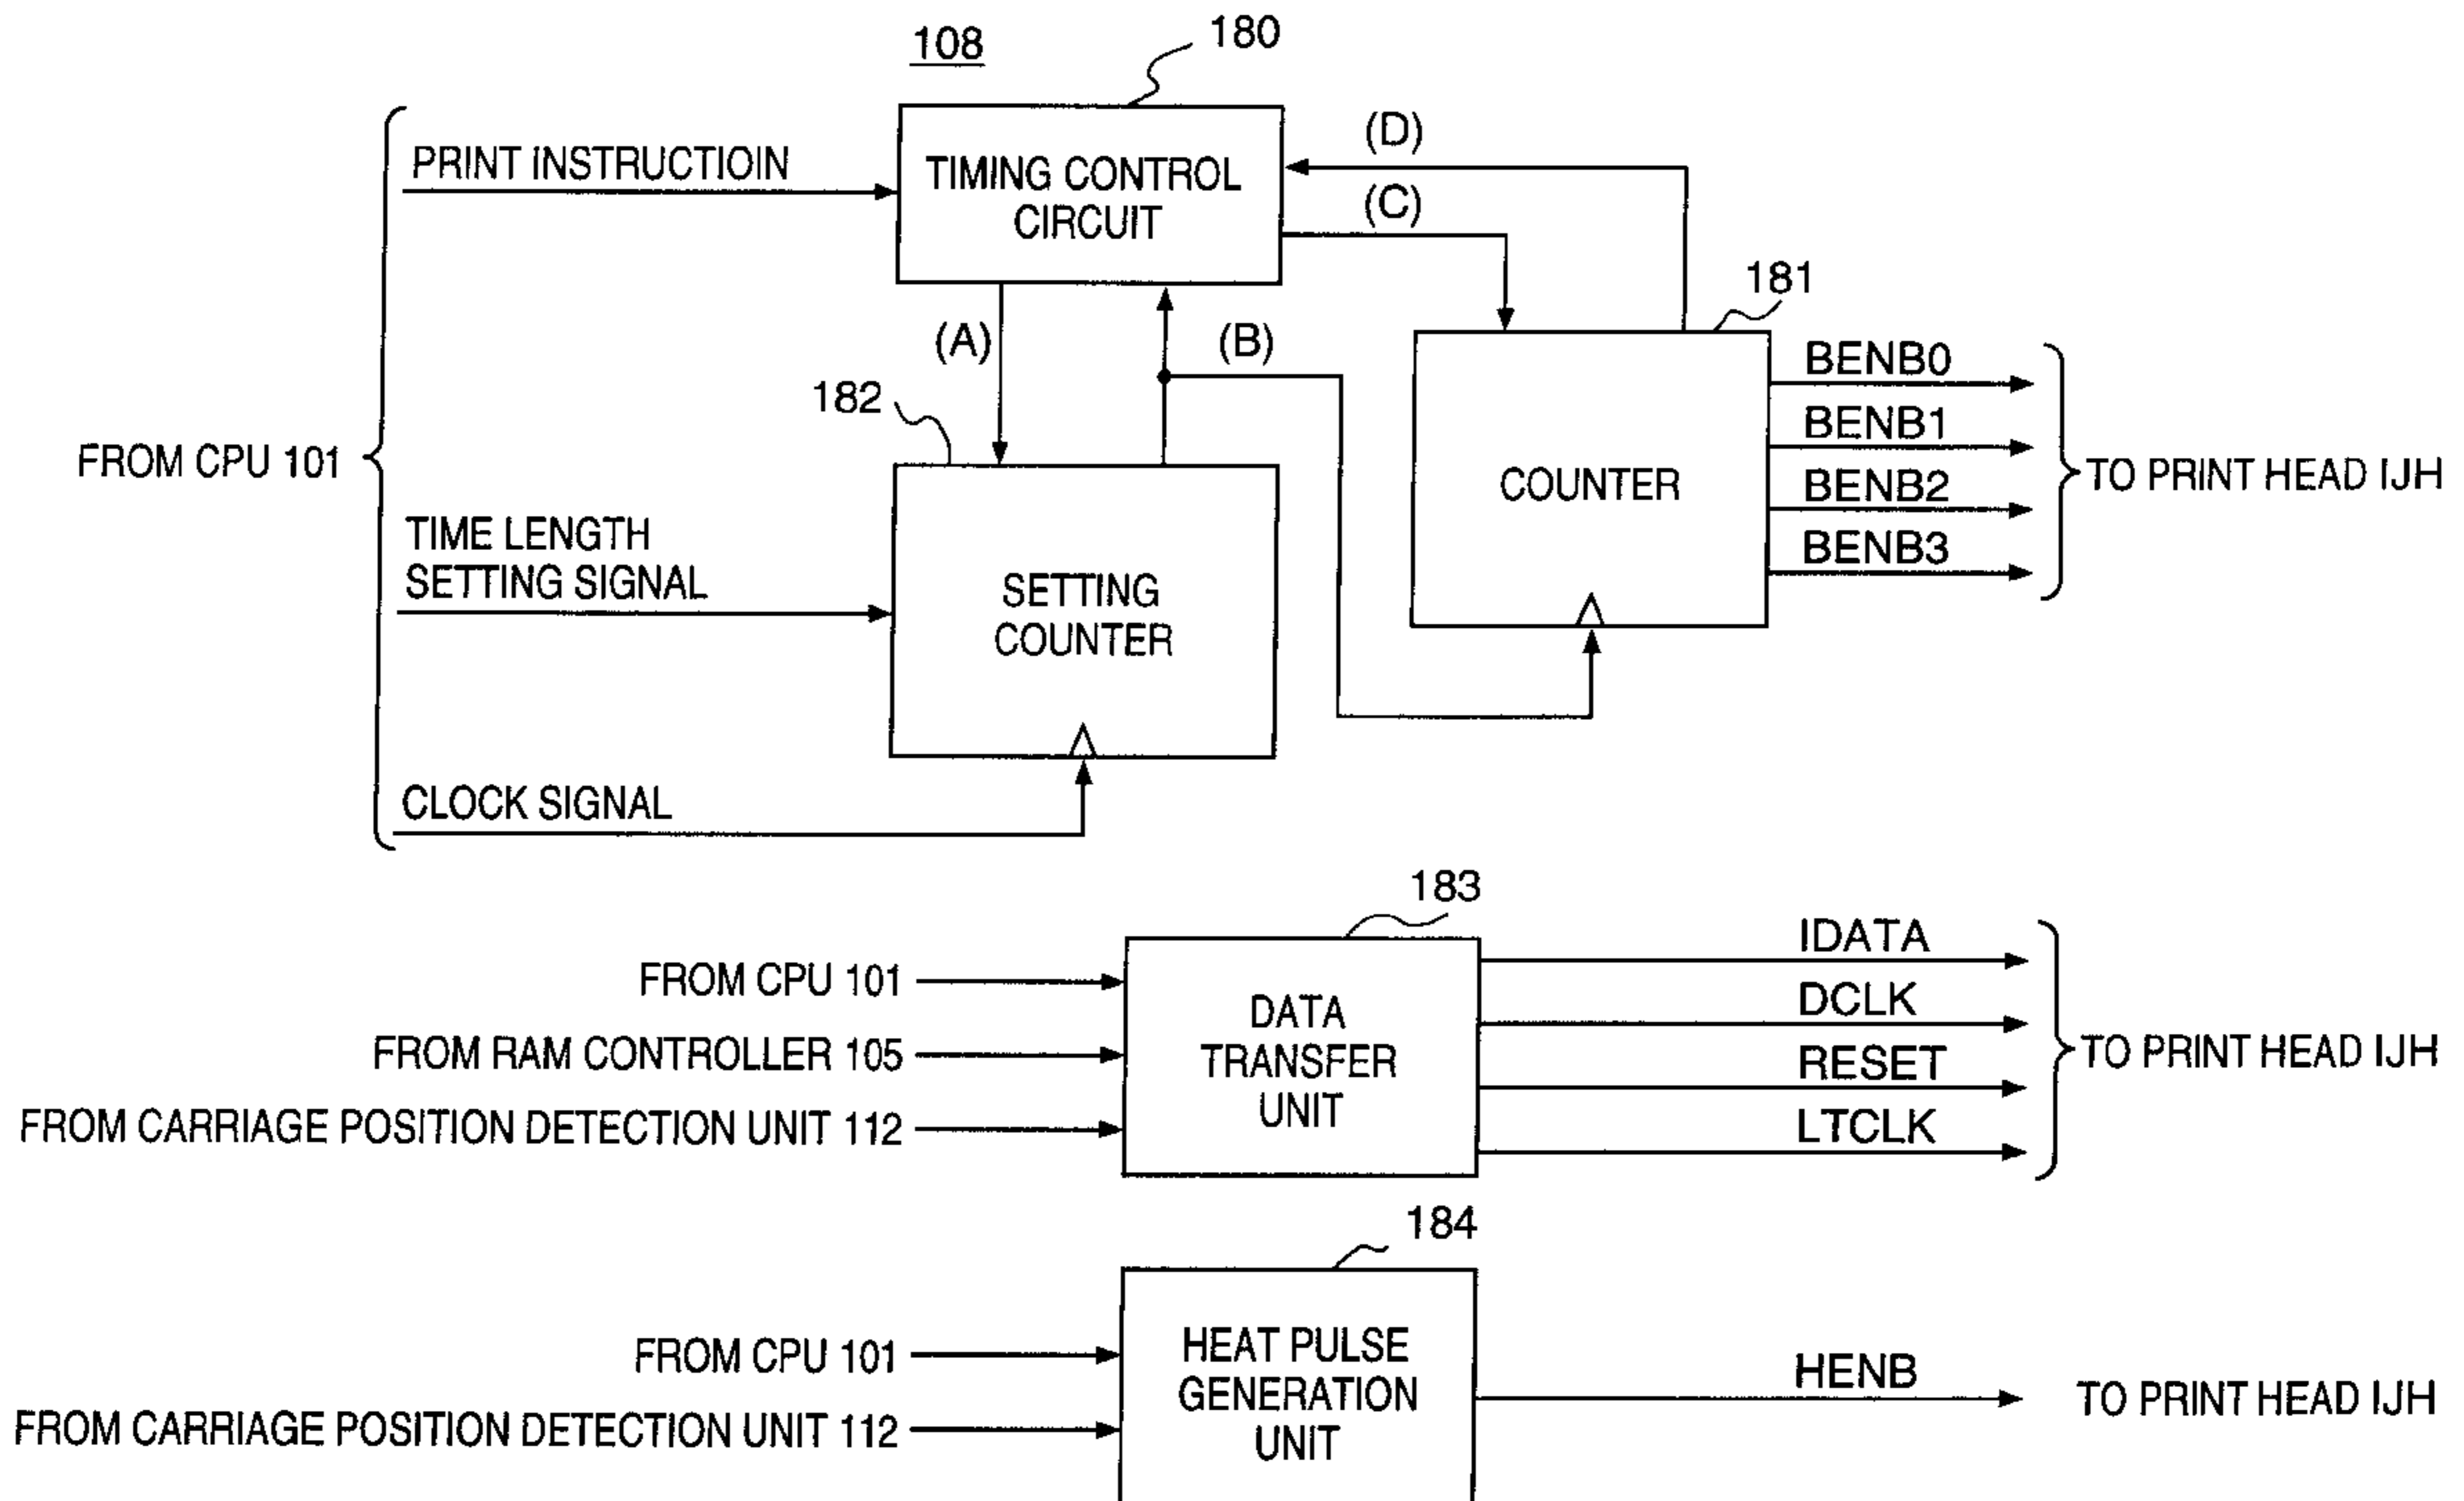 108
180
PRINT INSTRUCTIOIN
TIMING CONTROL
CIRCUIT
(D)
(C)
181
(A)
(B)
182
BENB0
BENB1
BENB2
BENB3
FROM CPU 101
COUNTER
TO PRINT HEAD IJH
TIME LENGTH
SETTING SIGNAL
SETTING
COUNTER
CLOCK SIGNAL
183
FROM CPU 101
FROM RAM CONTROLLER 105
FROM CARRIAGE POSITION DETECTION UNIT 112
DATA
TRANSFER
UNIT
IDATA
DCLK
RESET
LTCLK
TO PRINT HEAD IJH
184
FROM CPU 101
FROM CARRIAGE POSITION DETECTION UNIT 112
HEAT PULSE
GENERATION
UNIT
HENB
TO PRINT HEAD IJH